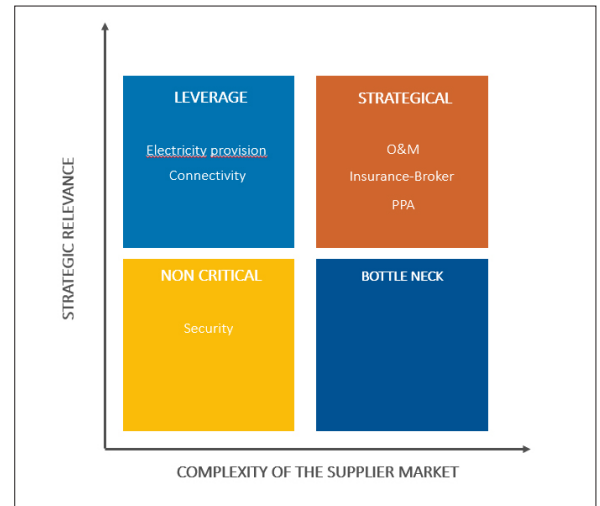 STRATEGIC RELEVANCE
LEVERAGE
Electricity provision
Connectivity
STRATEGICAL
O&M
Insurance-Broker
PPA
NON CRITICAL
Security
BOTTLE NECK
COMPLEXITY OF THE SUPPLIER MARKET